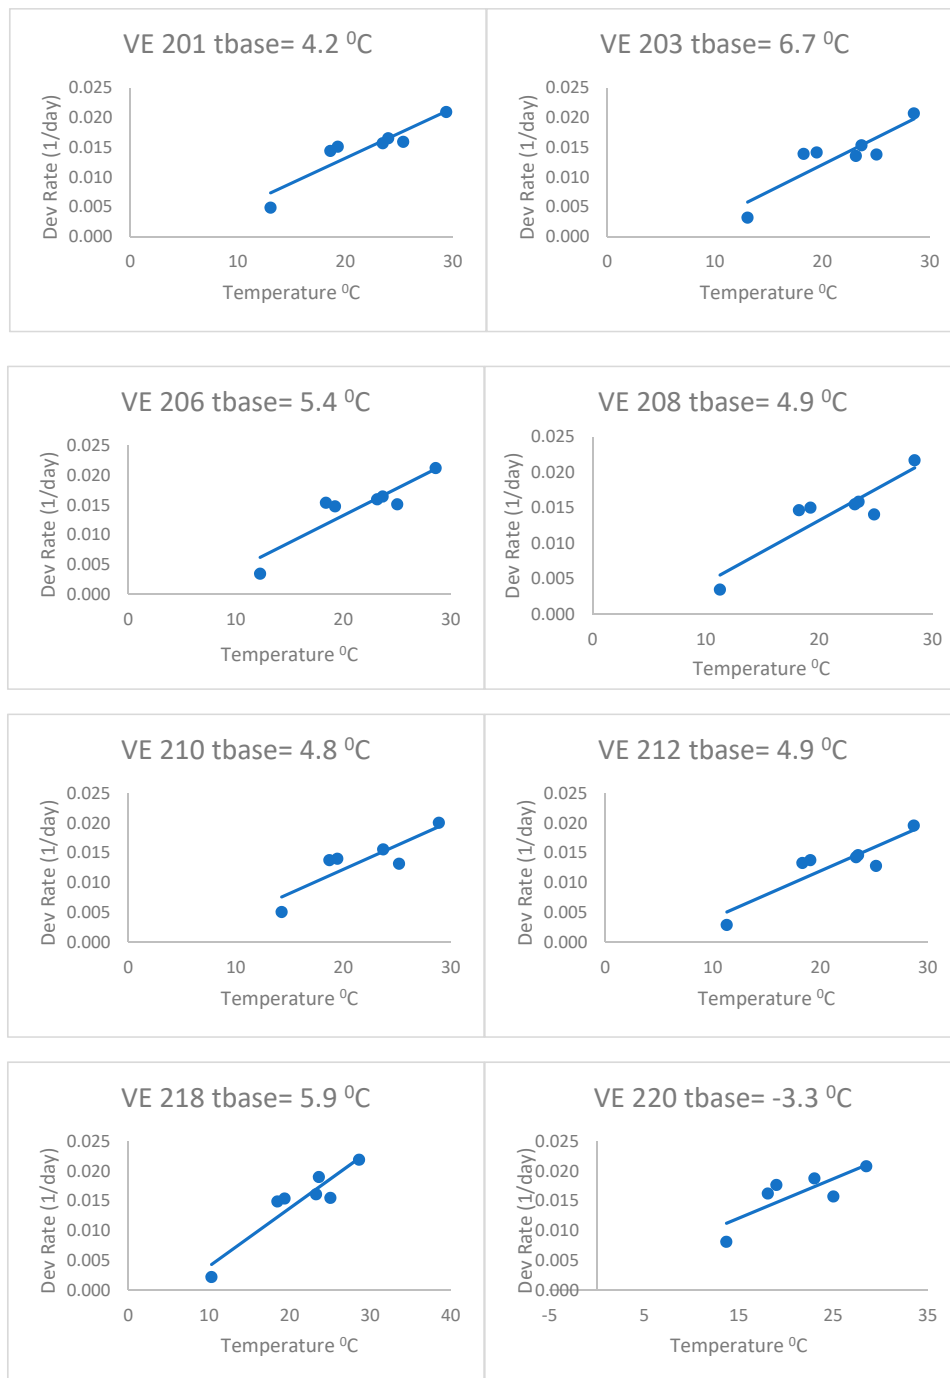 VE 201 tbase= 4.2 ⁰C
Dev Rate (1/day)
0.025
0.020
0.015
0.010
0.005
0.000
0 10 20 30
Temperature ⁰C
VE 203 tbase= 6.7 ⁰C
Dev Rate (1/day)
0.025
0.020
0.015
0.010
0.005
0.000
0 10 20 30
Temperature ⁰C
VE 206 tbase= 5.4 ⁰C
Dev Rate (1/day)
0.025
0.020
0.015
0.010
0.005
0.000
0 10 20 30
Temperature ⁰C
VE 208 tbase= 4.9 ⁰C
Dev Rate (1/day)
0.025
0.020
0.015
0.010
0.005
0.000
0 10 20 30
Temperature ⁰C
VE 210 tbase= 4.8 ⁰C
Dev Rate (1/day)
0.025
0.020
0.015
0.010
0.005
0.000
0 10 20 30
Temperature ⁰C
VE 212 tbase= 4.9 ⁰C
Dev Rate (1/day)
0.025
0.020
0.015
0.010
0.005
0.000
0 10 20 30
Temperature ⁰C
VE 218 tbase= 5.9 ⁰C
Dev Rate (1/day)
0.025
0.020
0.015
0.010
0.005
0.000
0 10 20 30 40
Temperature ⁰C
VE 220 tbase= -3.3 ⁰C
Dev Rate (1/day)
0.025
0.020
0.015
0.010
0.005
0.000
-5 5 15 25 35
Temperature ⁰C